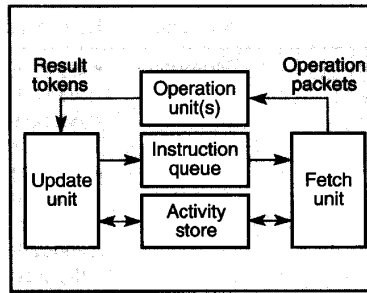 Result
tokens
Operation
packets
Operation
unit(s)
Update
unit
Instruction
queue
Fetch
unit
Activity
store